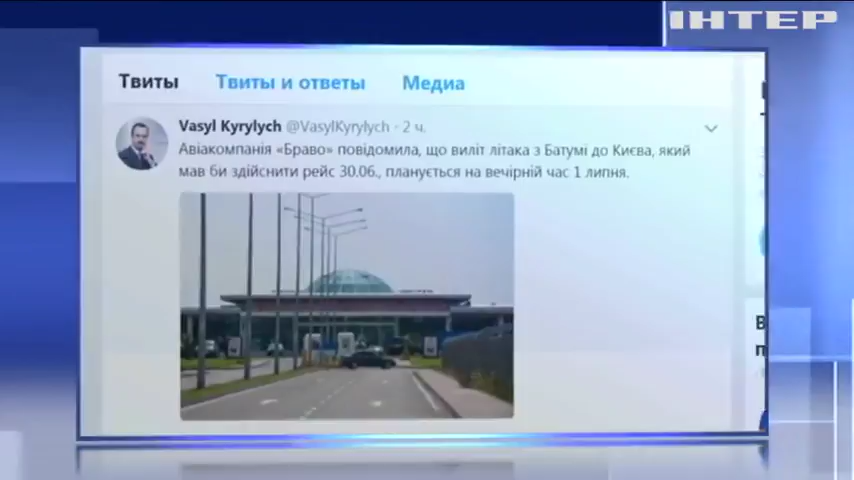 ІНТЕР
Твиты Твиты и ответы Медиа
Vasyl Kyrylych @VasylKyrylych · 2 ч.
Авіакомпанія «Браво» повідомила, що виліт літака з Батумі до Києва, який
мав би здійснити рейс 30.06., планується на вечірній час 1 липня.